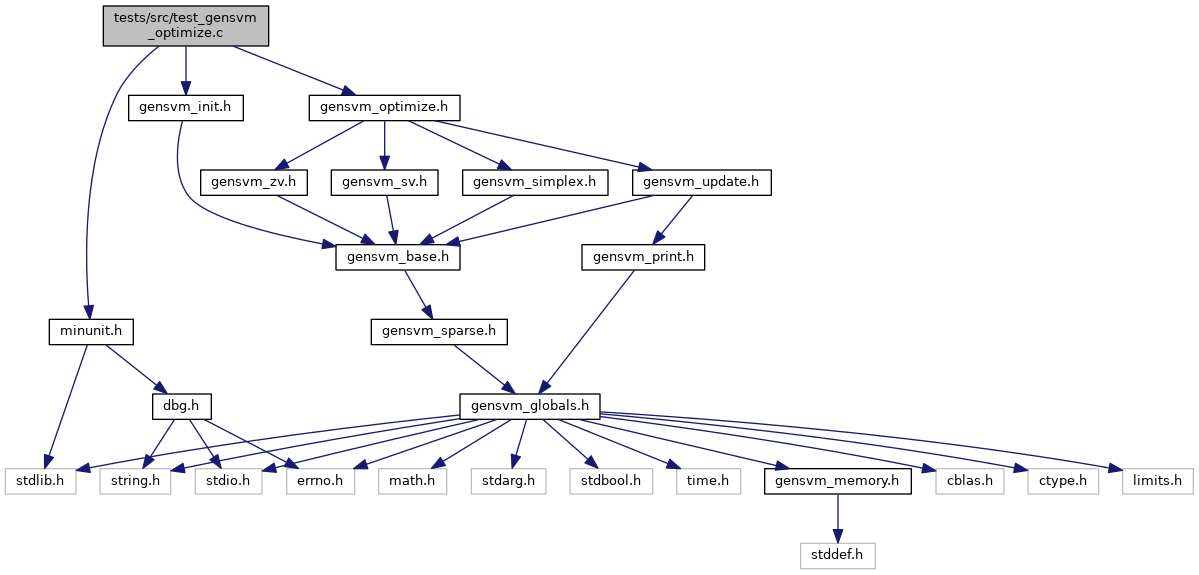 tests/src/test_gensvm
_optimize.c
gensvm_init.h
gensvm_optimize.h
gensvm_zv.h
gensvm_sv.h
gensvm_simplex.h
gensvm_update.h
gensvm_base.h
gensvm_print.h
minunit.h
gensvm_sparse.h
dbg.h
gensvm_globals.h
stdlib.h
string.h
stdio.h
errno.h
math.h
stdarg.h
stdbool.h
time.h
gensvm_memory.h
cblas.h
ctype.h
limits.h
stddef.h